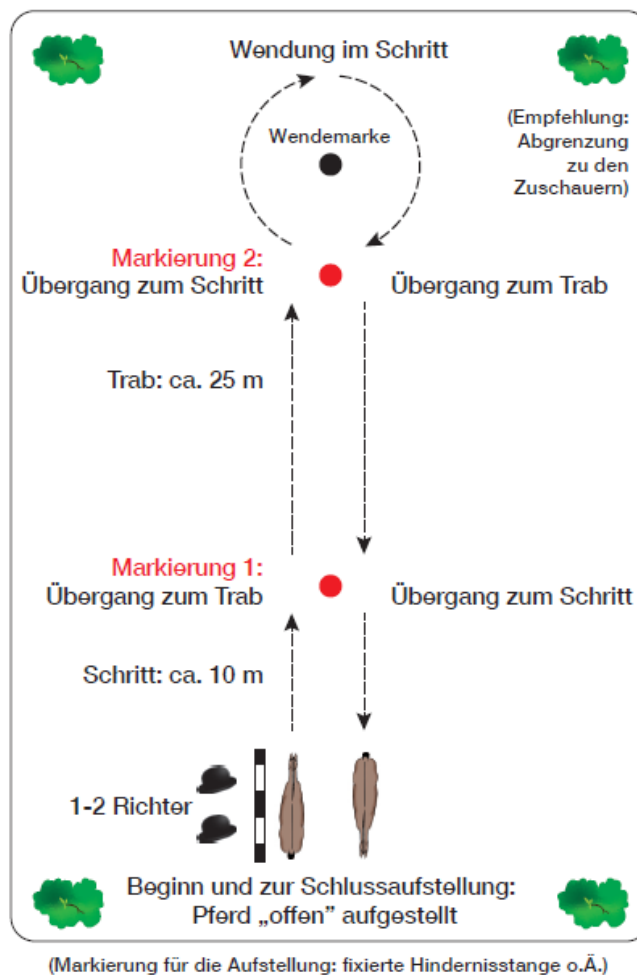 Wendung im Schritt
Wendemarke
(Empfehlung:
Abgrenzung
zu den
Zuschauern)
Markierung 2:
Übergang zum Schritt
Übergang zum Trab
Trab: ca. 25 m
Markierung 1:
Übergang zum Trab
Übergang zum Schritt
Schritt: ca. 10 m
1-2 Richter
Beginn und zur Schlussaufstellung:
Pferd „offen” aufgestellt
(Markierung für die Aufstellung: fixierte Hindernisstange o.Ä.)